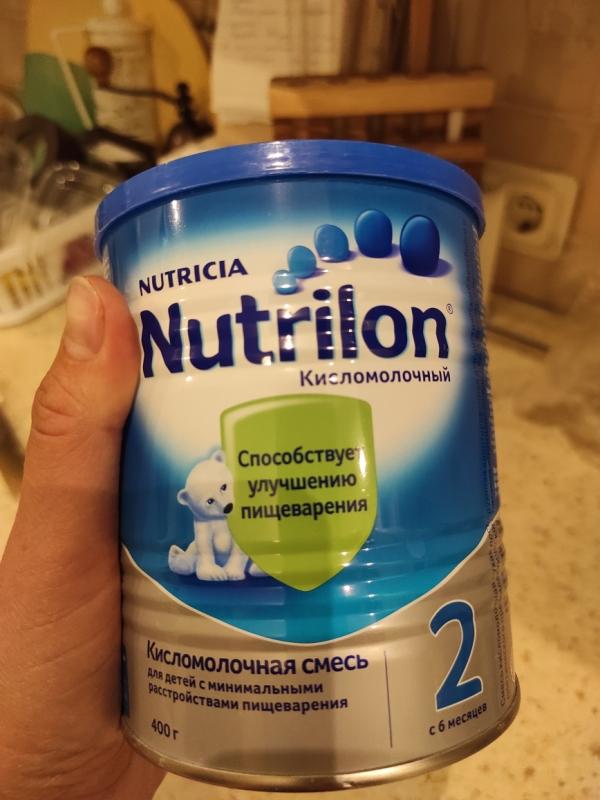 NUTRICIA
Nutrilon®
Кисломолочный
Способствует
улучшению
пищеварения
Кисломолочная смесь
для детей с минимальными
расстройствами пищеварения
400 г
2
с 6 месяцев